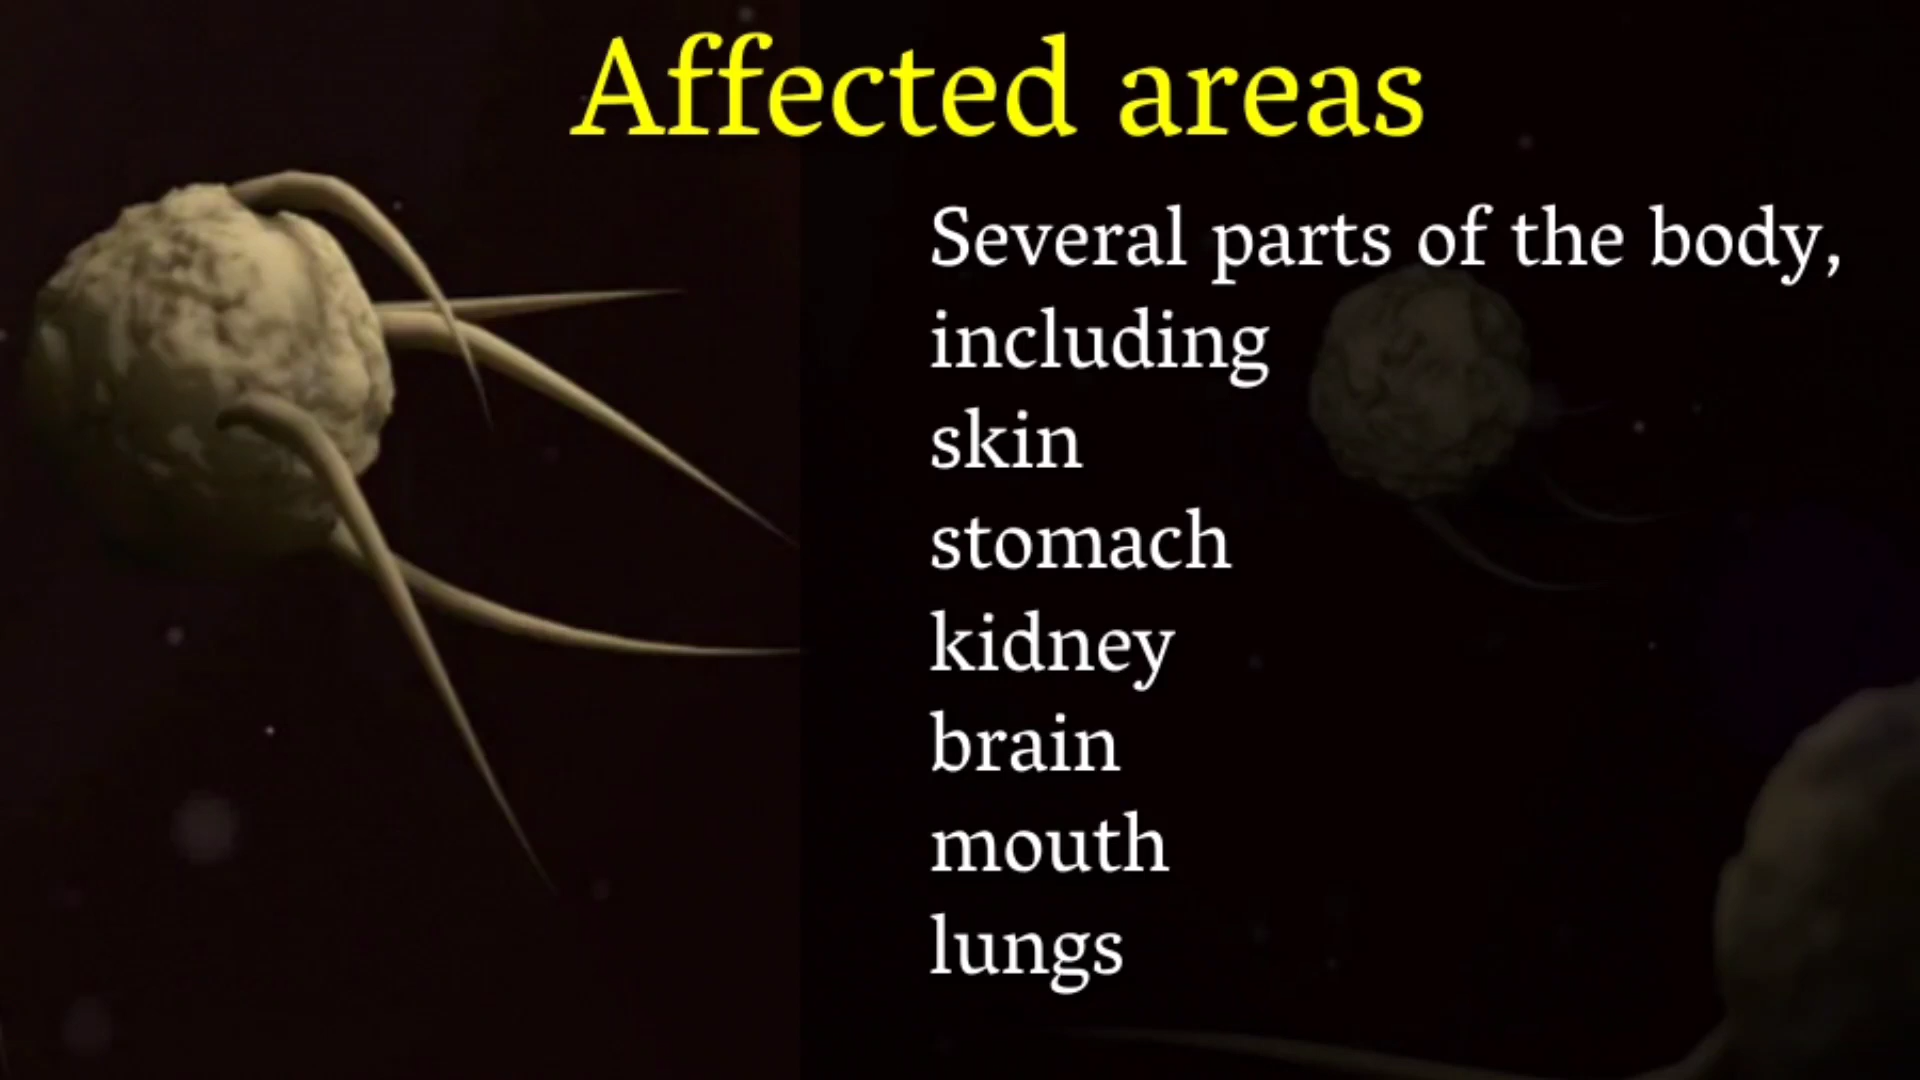 Affected areas
Several parts of the body,
including
skin
stomach
kidney
brain
mouth
lungs